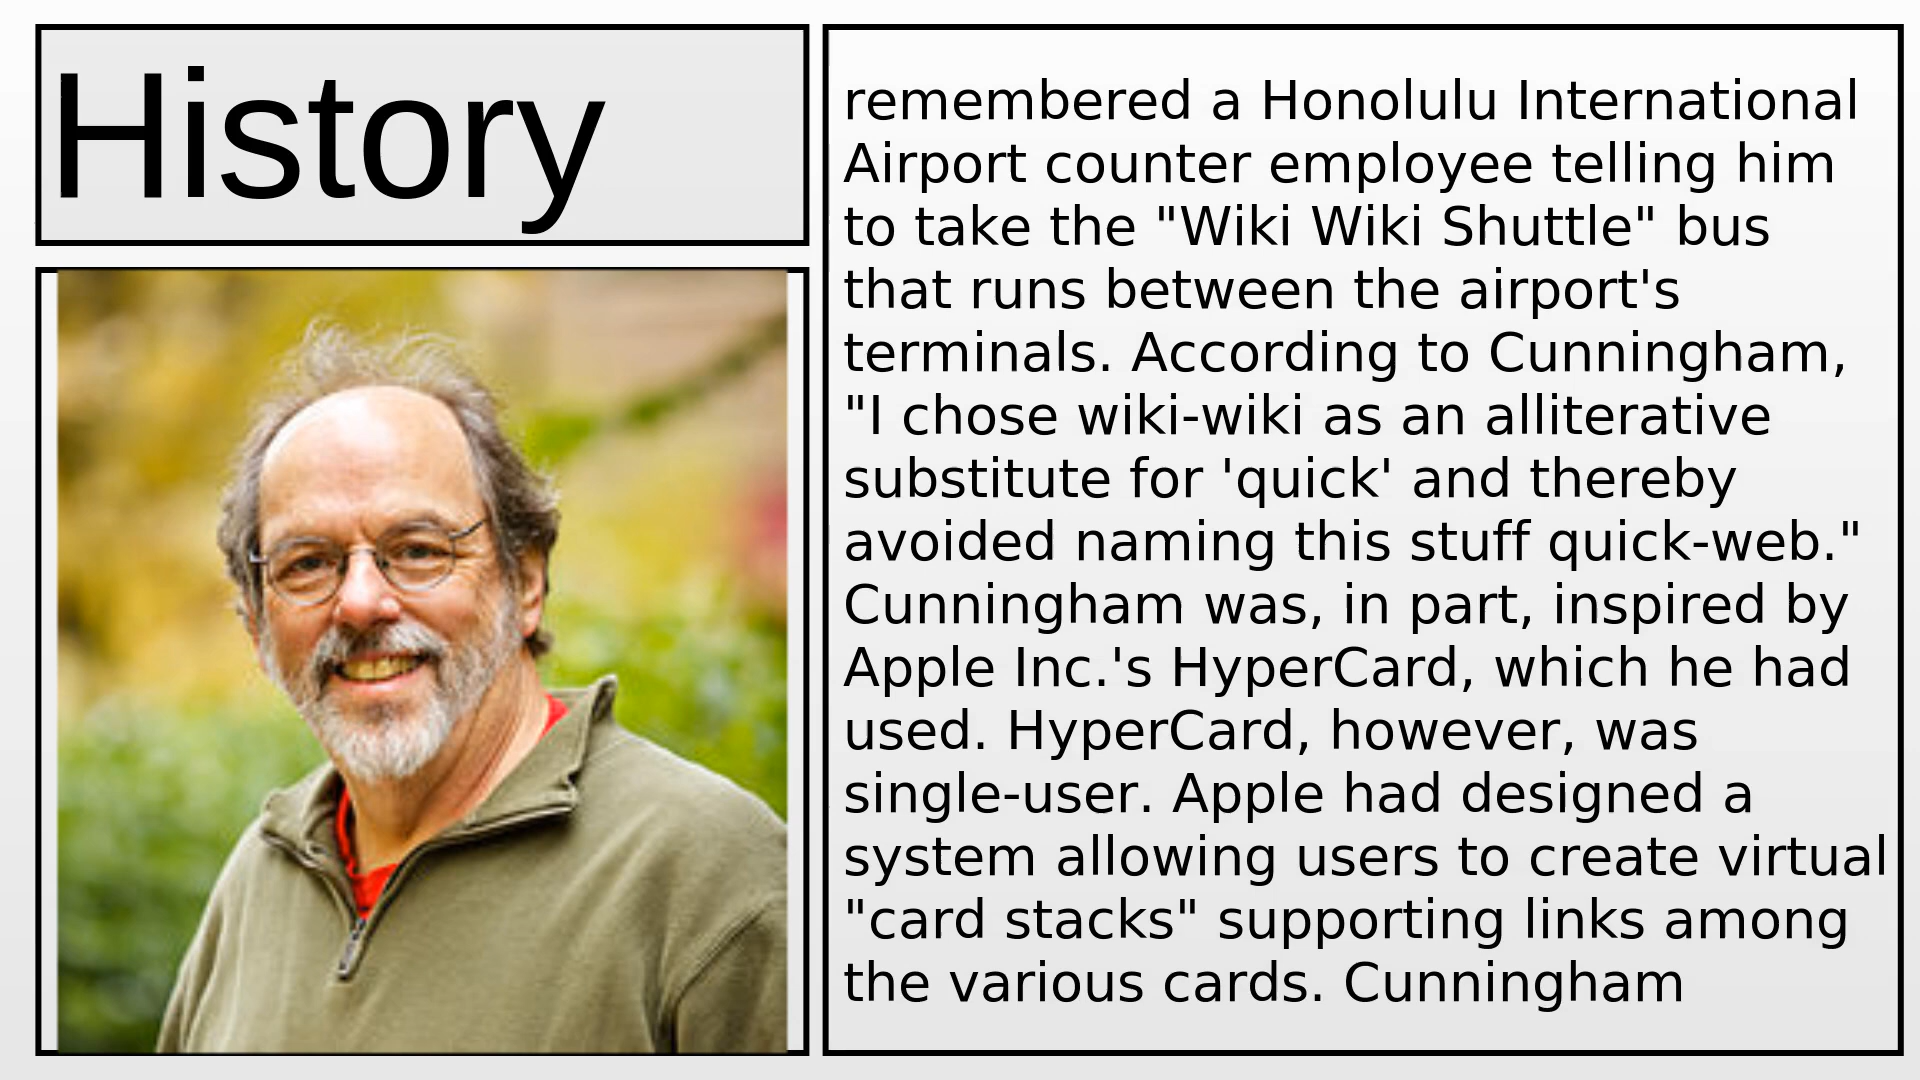 History
remembered a Honolulu International
Airport counter employee telling him
to take the "Wiki Wiki Shuttle" bus
that runs between the airport's
terminals. According to Cunningham,
"I chose wiki-wiki as an alliterative
substitute for 'quick' and thereby
avoided naming this stuff quick-web."
Cunningham was, in part, inspired by
Apple Inc.'s HyperCard, which he had
used. HyperCard, however, was
single-user. Apple had designed a
system allowing users to create virtual
"card stacks" supporting links among
the various cards. Cunningham